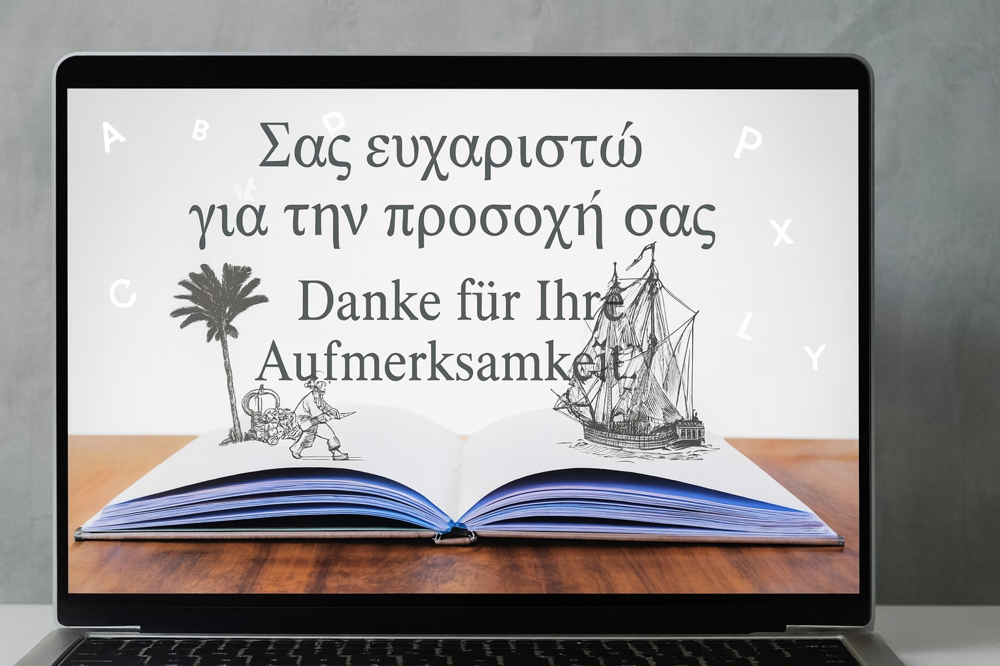 A B D P
Σας ευχαριστώ
K
για την προσοχή σας
X
C
Danke für Ihre
L
Aufmerksamkeit
Y